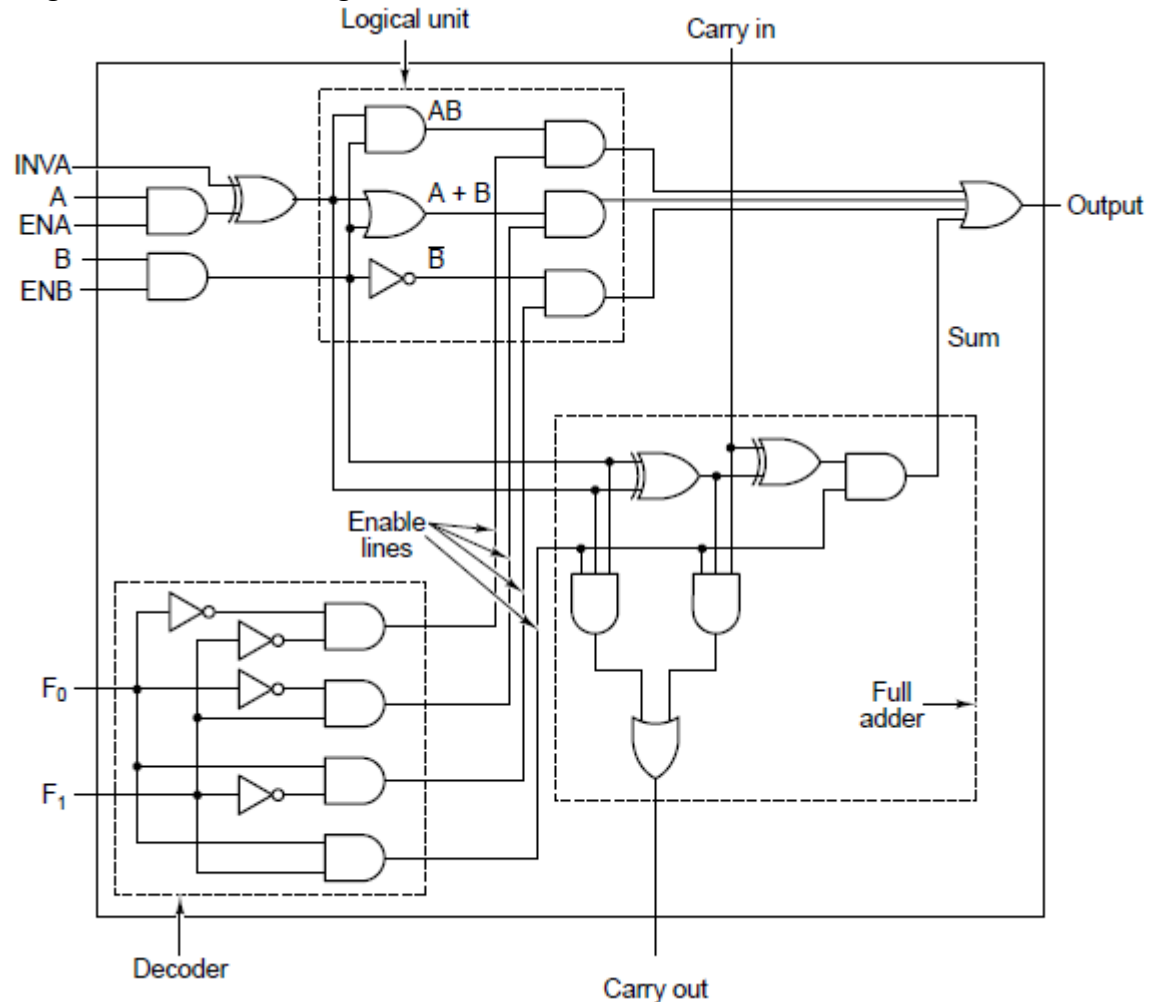 Logical unit
Carry in
AB
INVA
A
A + B
ENA
Output
B
B̅
ENB
Sum
Enable
lines
F₀
Full
adder
F₁
Decoder
Carry out